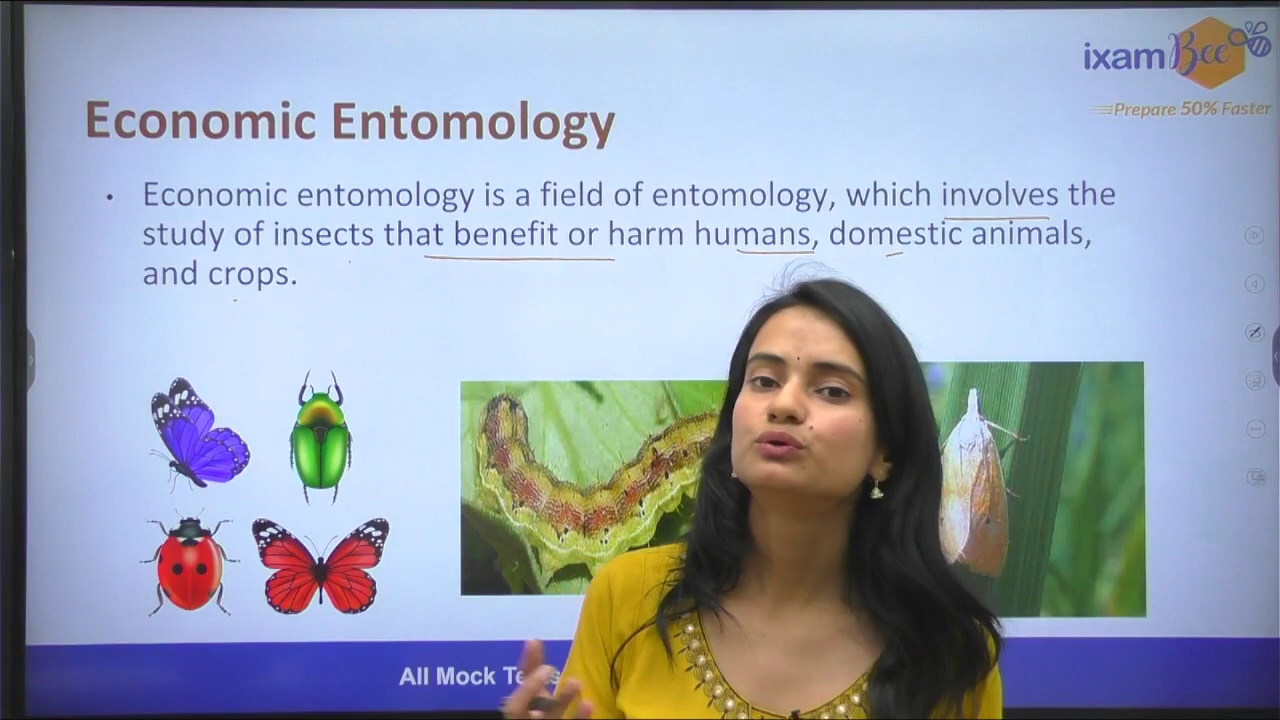 ixamBee
Prepare 50% Faster
Economic Entomology
• Economic entomology is a field of entomology, which involves the
study of insects that benefit or harm humans, domestic animals,
and crops.
All Mock Tests